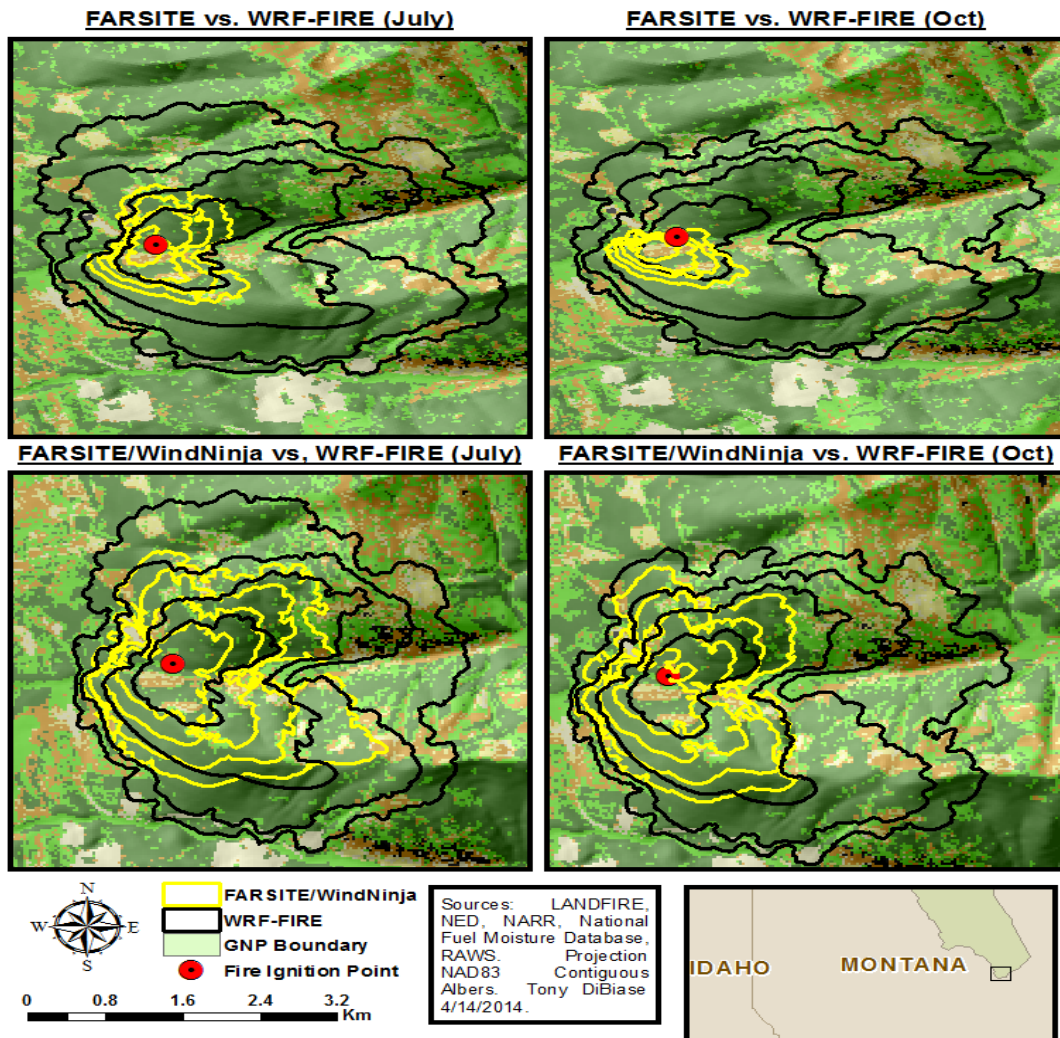 FARSITE vs. WRF-FIRE (July)
FARSITE vs. WRF-FIRE (Oct)
FARSITE/WindNinja vs, WRF-FIRE (July)
FARSITE/WindNinja vs. WRF-FIRE (Oct)
N
W E
S
FARSITE/WindNinja
WRF-FIRE
GNP Boundary
Fire Ignition Point
0 0.8 1.6 2.4 3.2
Km
Sources: LANDFIRE,
NED, NARR, National
Fuel Moisture Database,
RAWS. Projection
NAD83 Contiguous
Albers. Tony DiBiase
4/14/2014.
IDAHO MONTANA